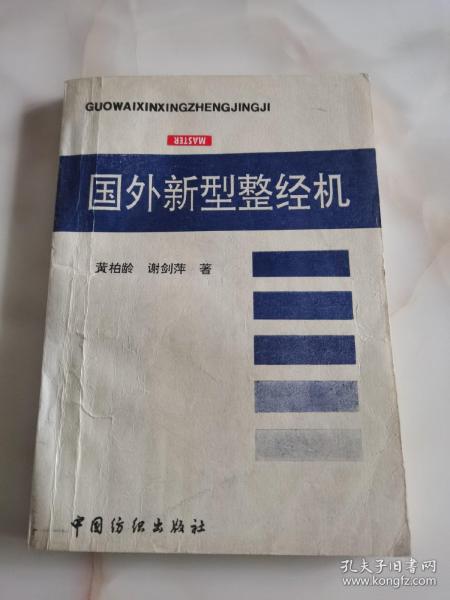 GUOWAIXINXINGZHENGJINGJI
MASTER
国外新型整经机
黄柏龄 谢剑萍 著
中国纺织出版社
孔夫子旧书网
www.kongfz.com